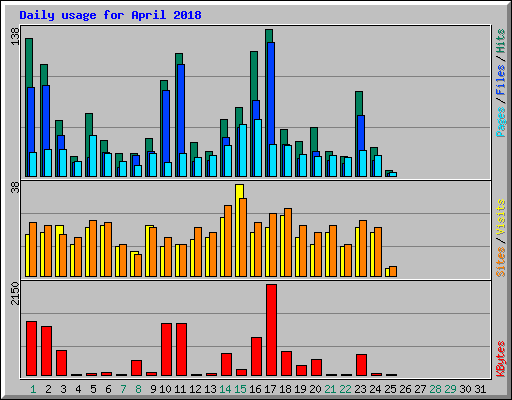 Daily usage for April 2018
138
38
2150
Pages / Files / Hits
Sites / Visits
KBytes
1 2 3 4 5 6 7 8 9 10 11 12 13 14 15 16 17 18 19 20 21 22 23 24 25 26 27 28 29 30 31